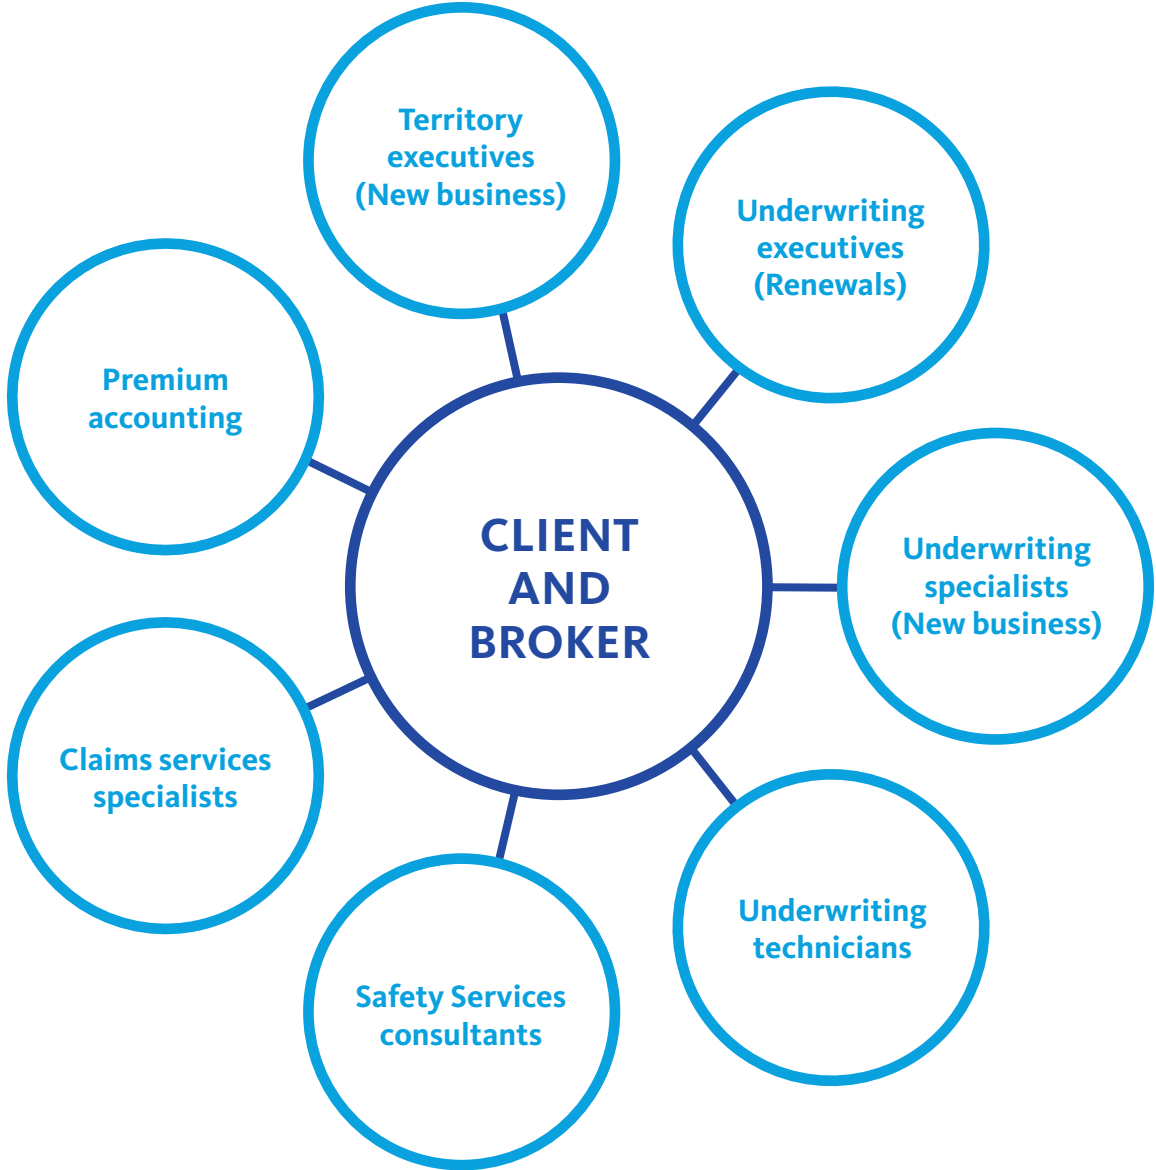 Territory
executives
(New business)
Underwriting
executives
(Renewals)
Premium
accounting
CLIENT
AND
BROKER
Underwriting
specialists
(New business)
Claims services
specialists
Underwriting
technicians
Safety Services
consultants